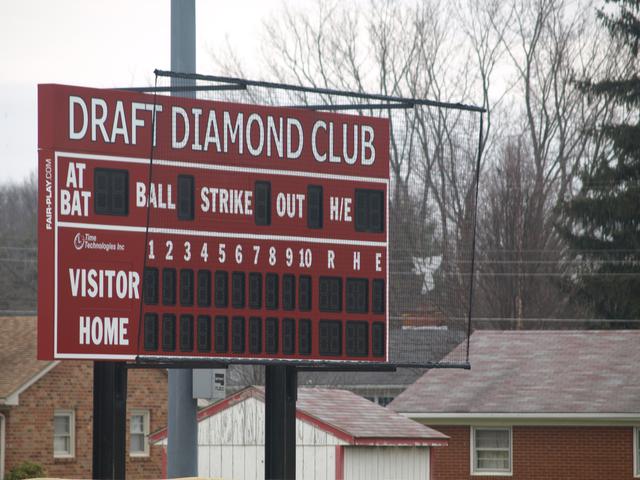 DRAFT DIAMOND CLUB
FAIR-PLAY.COM
AT BAT BALL STRIKE OUT H/E
Time Technologies Inc
1 2 3 4 5 6 7 8 9 10 R H E
VISITOR
HOME